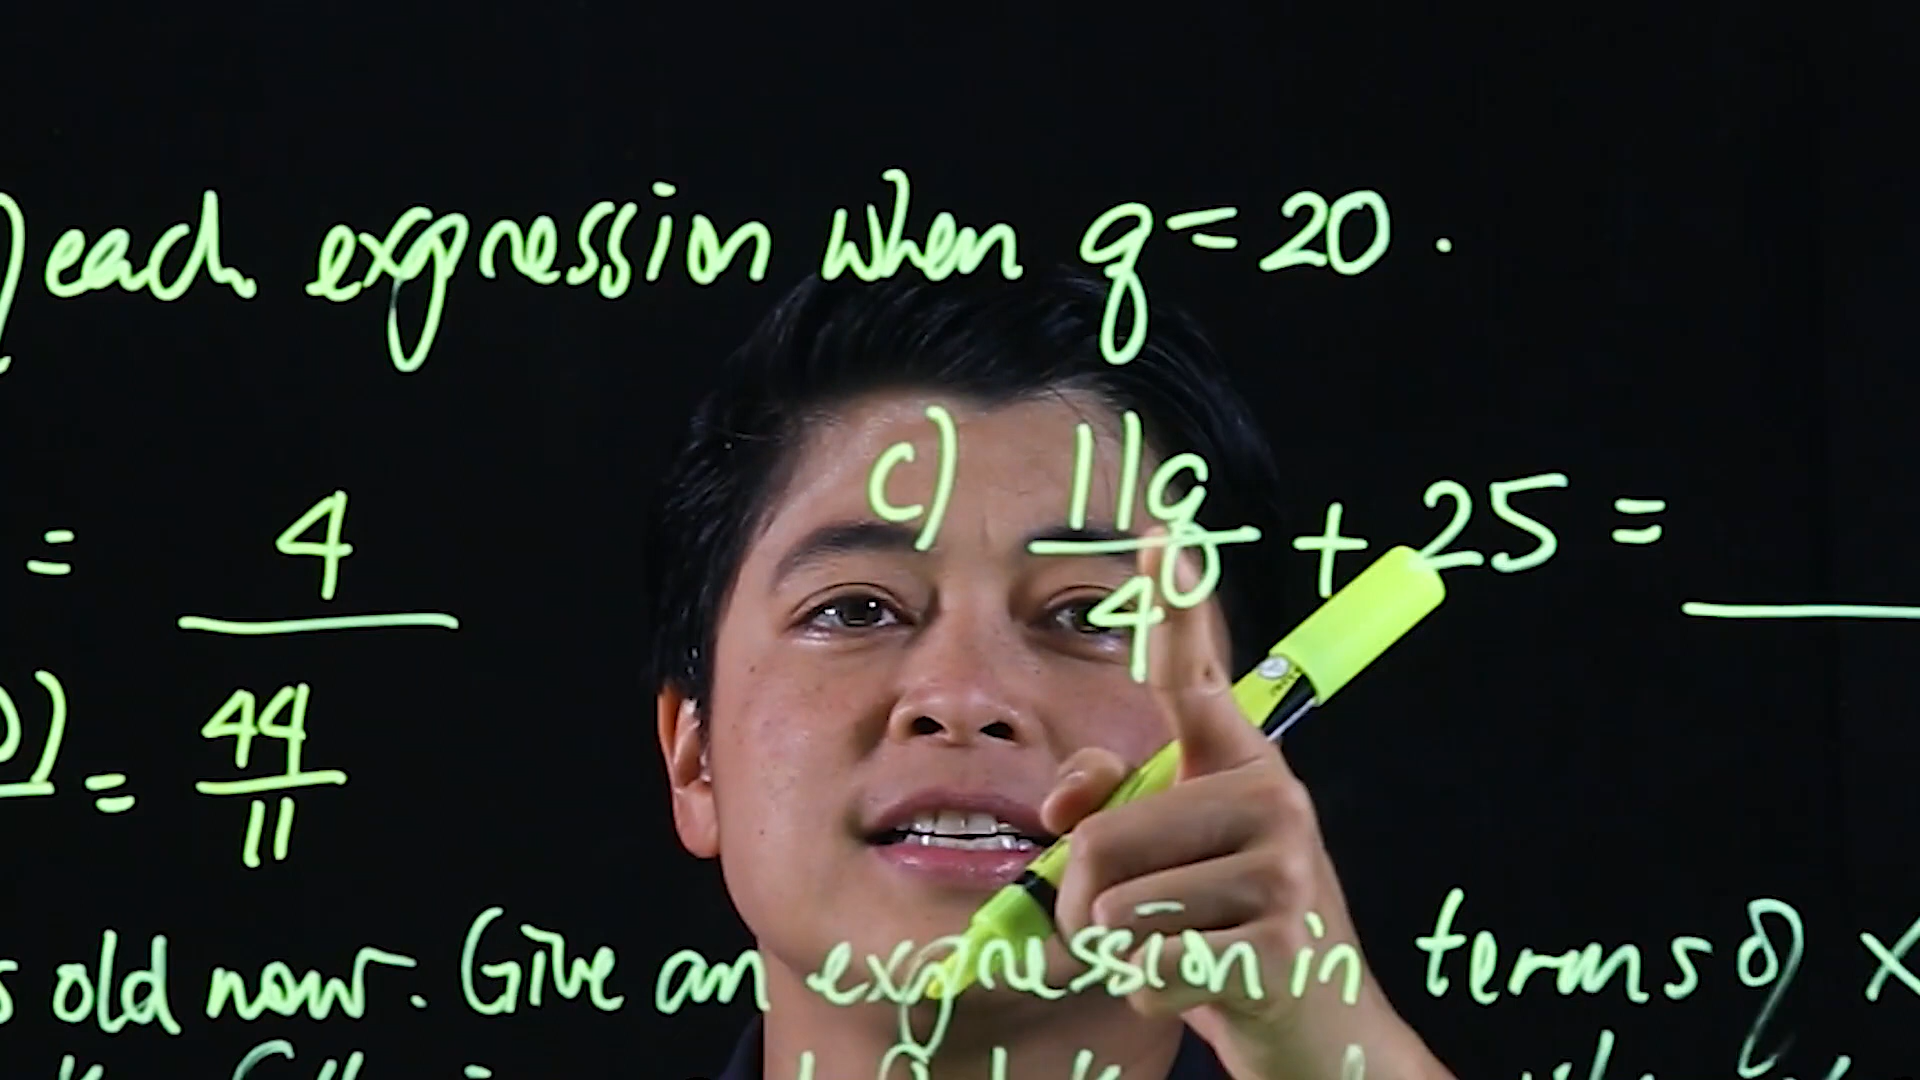 ) each expression when q = 20.
= 4
c) 11q/4 + 25 =
) = 44/11
s old now. Give an expression in terms of x